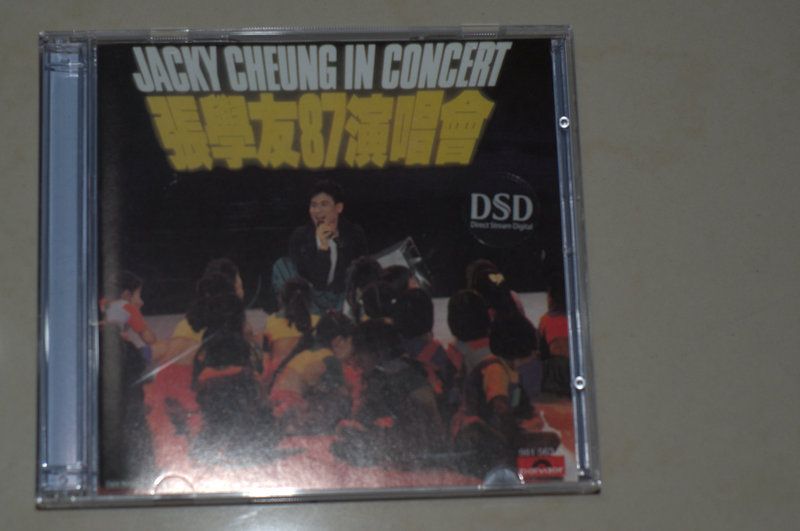 JACKY CHEUNG IN CONCERT
張學友87演唱會
DSD
Direct Stream Digital